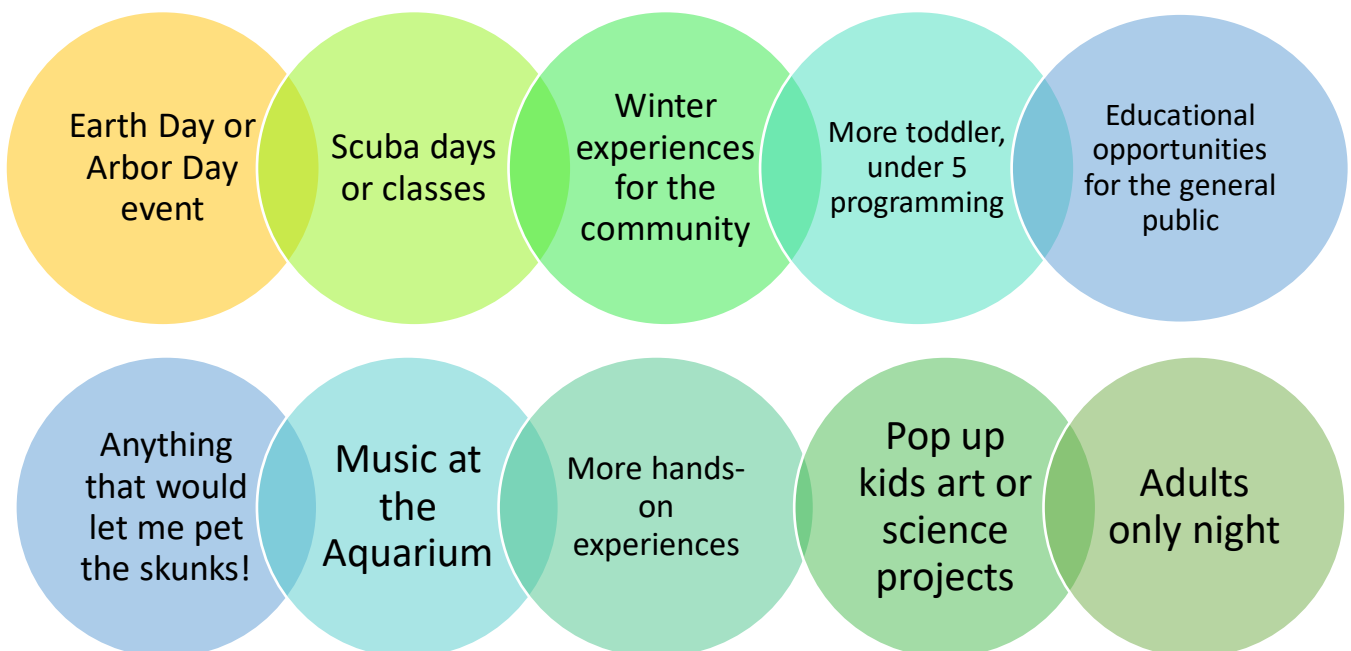 Earth Day or
Arbor Day
event
Scuba days
or classes
Winter
experiences
for the
community
More toddler,
under 5
programming
Educational
opportunities
for the general
public
Anything
that would
let me pet
the skunks!
Music at
the
Aquarium
More hands-
on
experiences
Pop up
kids art or
science
projects
Adults
only night